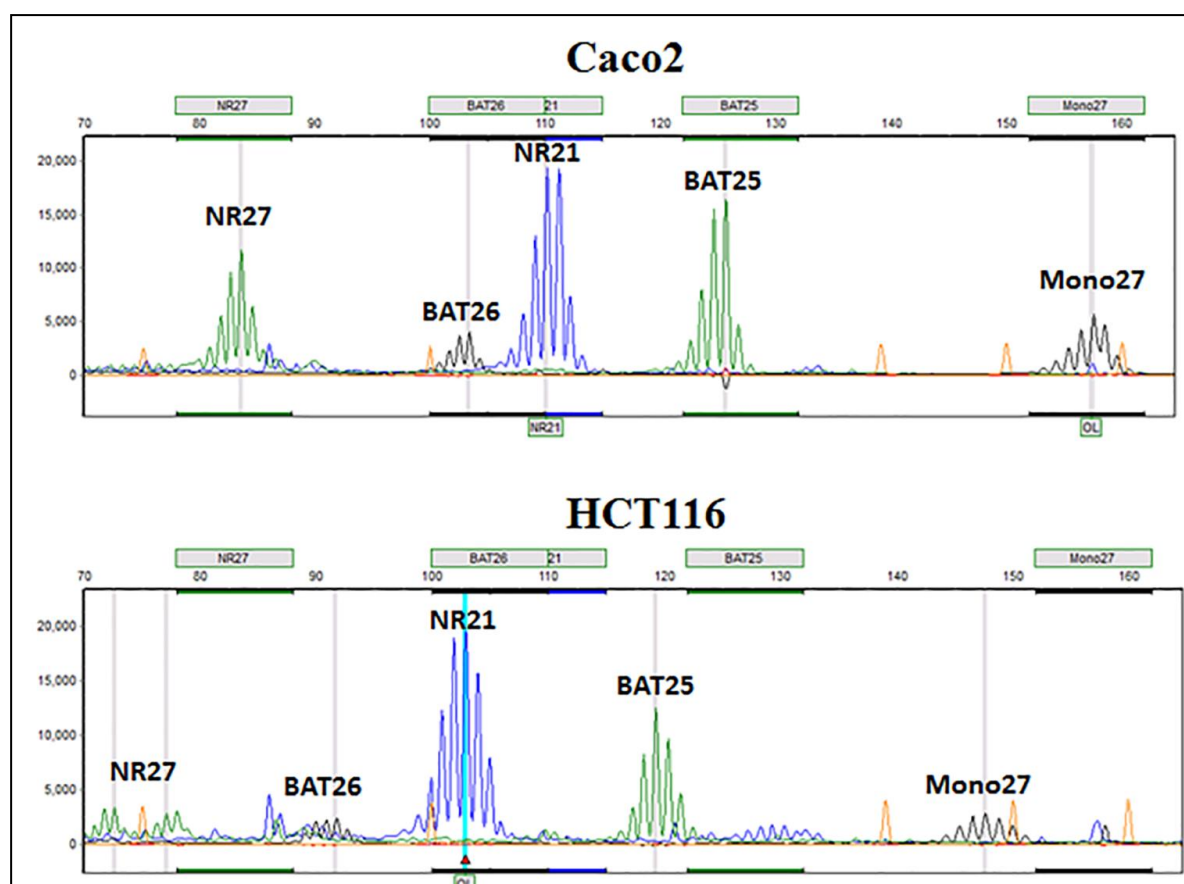 Caco2
NR27 BAT26 21 BAT25 Mono27
70 80 90 100 110 120 130 140 150 160
20,000
15,000
10,000
5,000
0
NR27
BAT26
NR21
BAT25
Mono27
NR21 OL
HCT116
NR27 BAT26 21 BAT25 Mono27
70 80 90 100 110 120 130 140 150 160
20,000
15,000
10,000
5,000
0
NR27
BAT26
NR21
BAT25
Mono27
OL